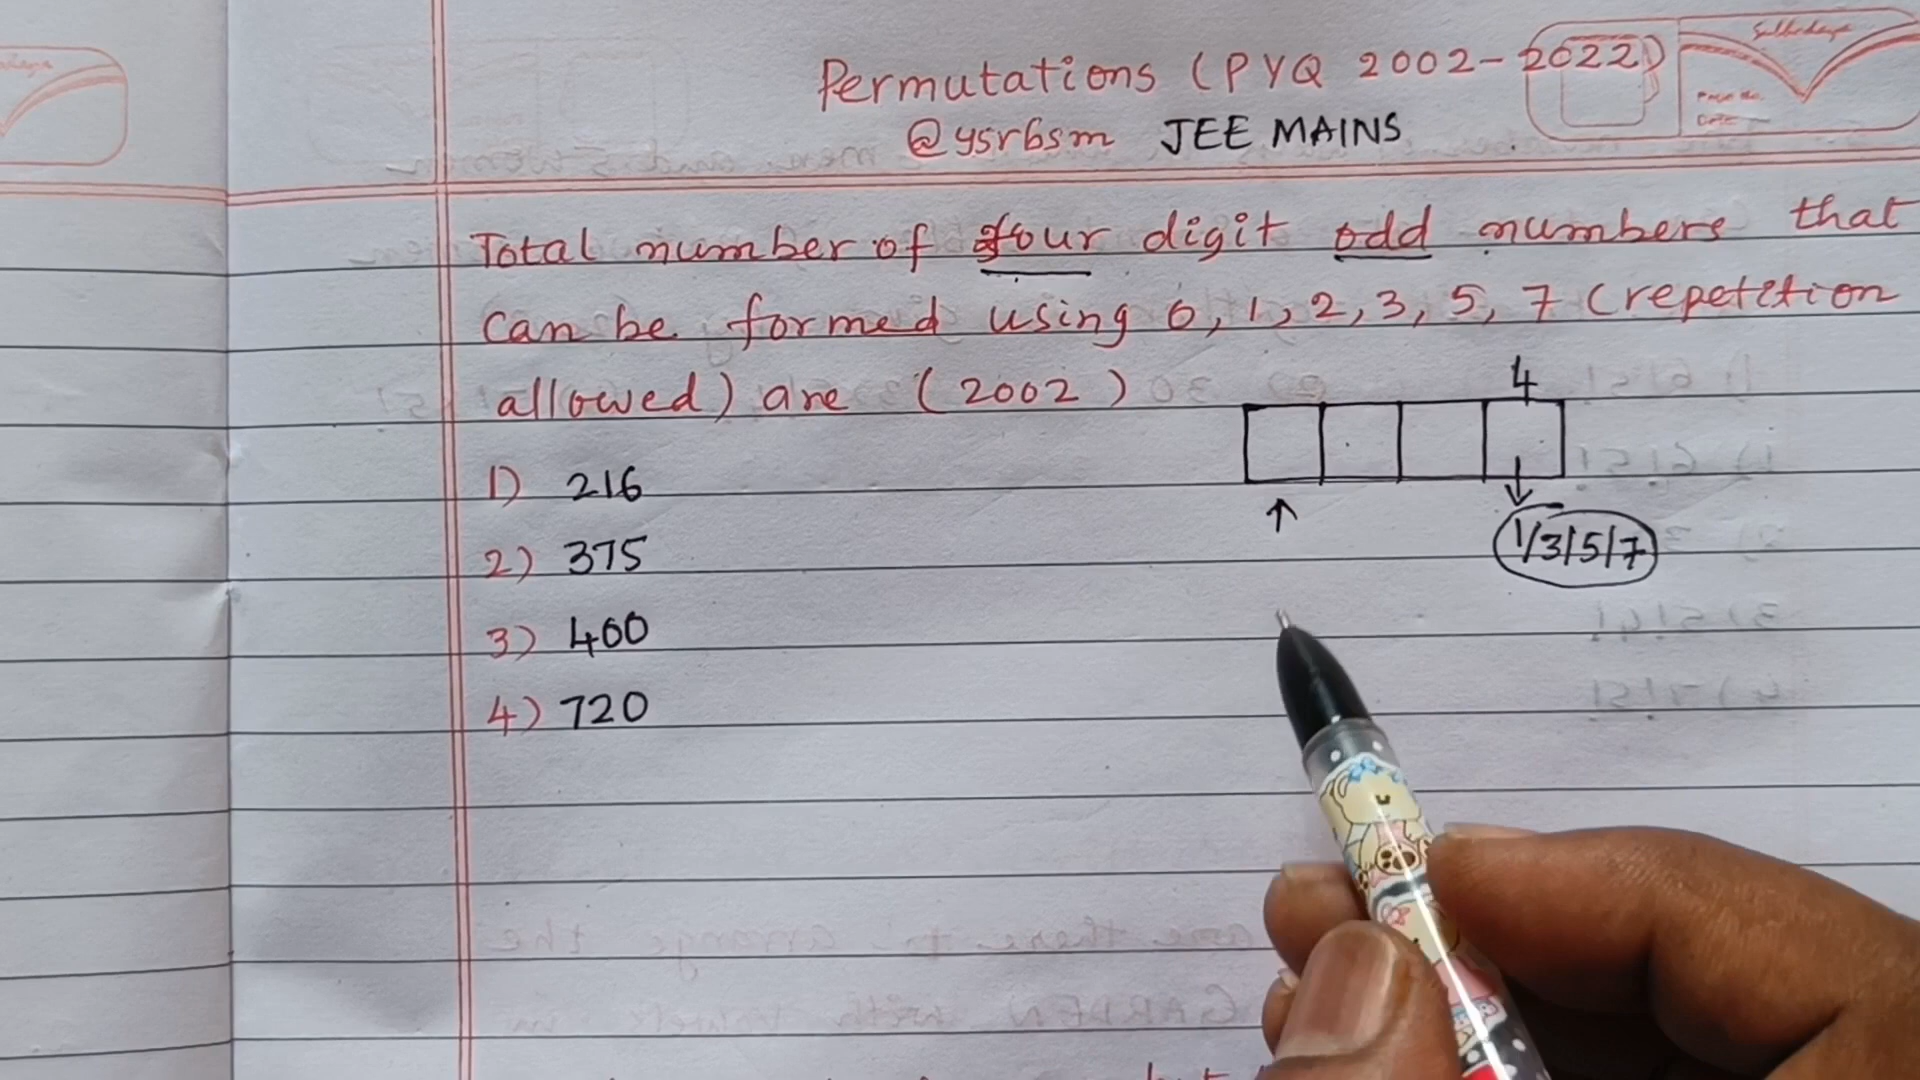 Permutations (PYQ 2002-2022)
@ysrbsm JEE MAINS
Total number of four digit odd numbers that
can be formed using 0, 1, 2, 3, 5, 7 (repetition
allowed) are (2002)
4
1/3/5/7
1) 216
2) 375
3) 400
4) 720